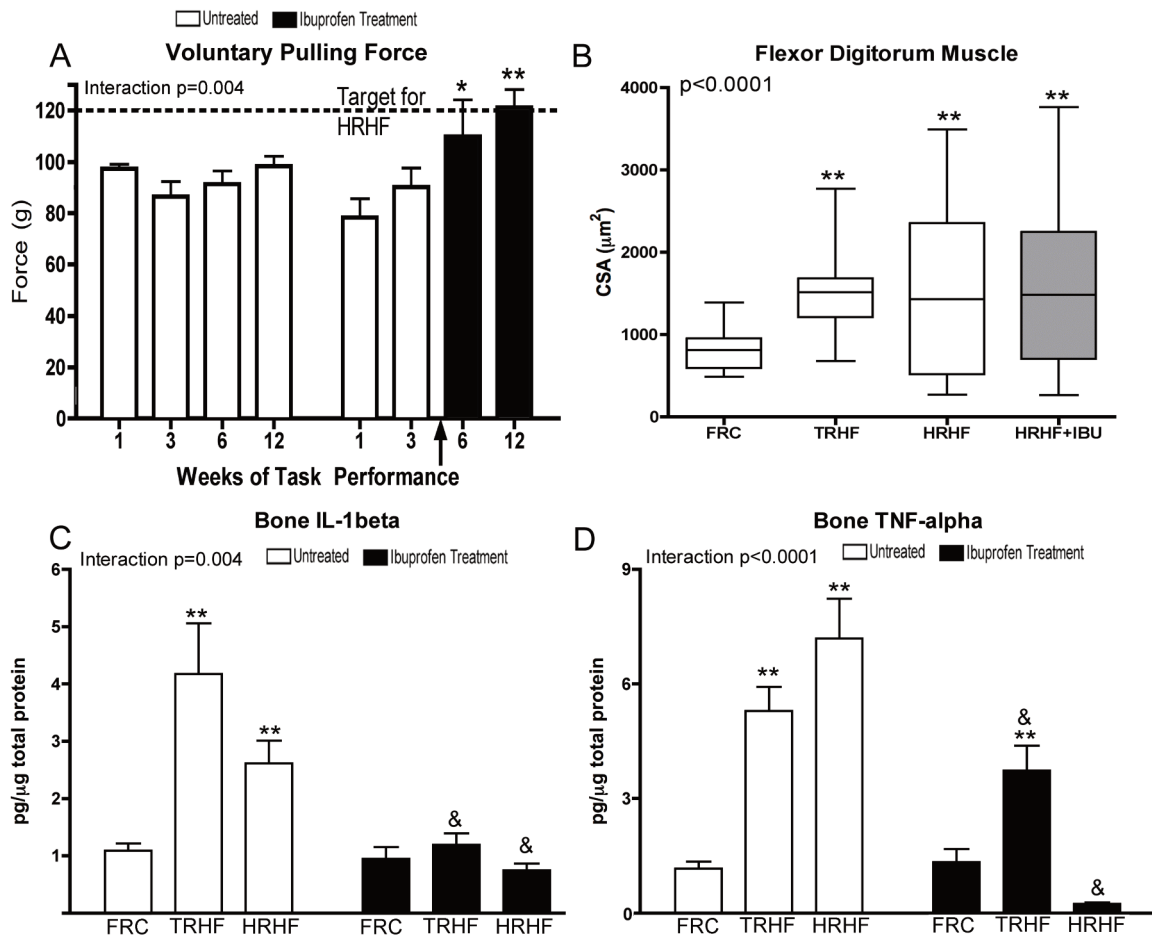 Untreated Ibuprofen Treatment
A Voluntary Pulling Force
Interaction p=0.004
Target for
HRHF
* **
120
100
80
60
40
20
0
Force (g)
1 3 6 12 1 3 6 12
Weeks of Task Performance
B Flexor Digitorum Muscle
p<0.0001
4000
3000
2000
1000
0
CSA (μm²)
** ** **
FRC TRHF HRHF HRHF+IBU
C Bone IL-1beta
Interaction p=0.004 Untreated Ibuprofen Treatment
6
5
4
3
2
1
pg/μg total protein
** ** & &
FRC TRHF HRHF FRC TRHF HRHF
D Bone TNF-alpha
Interaction p<0.0001 Untreated Ibuprofen Treatment
9
6
3
0
pg/μg total protein
** ** & ** &
FRC TRHF HRHF FRC TRHF HRHF